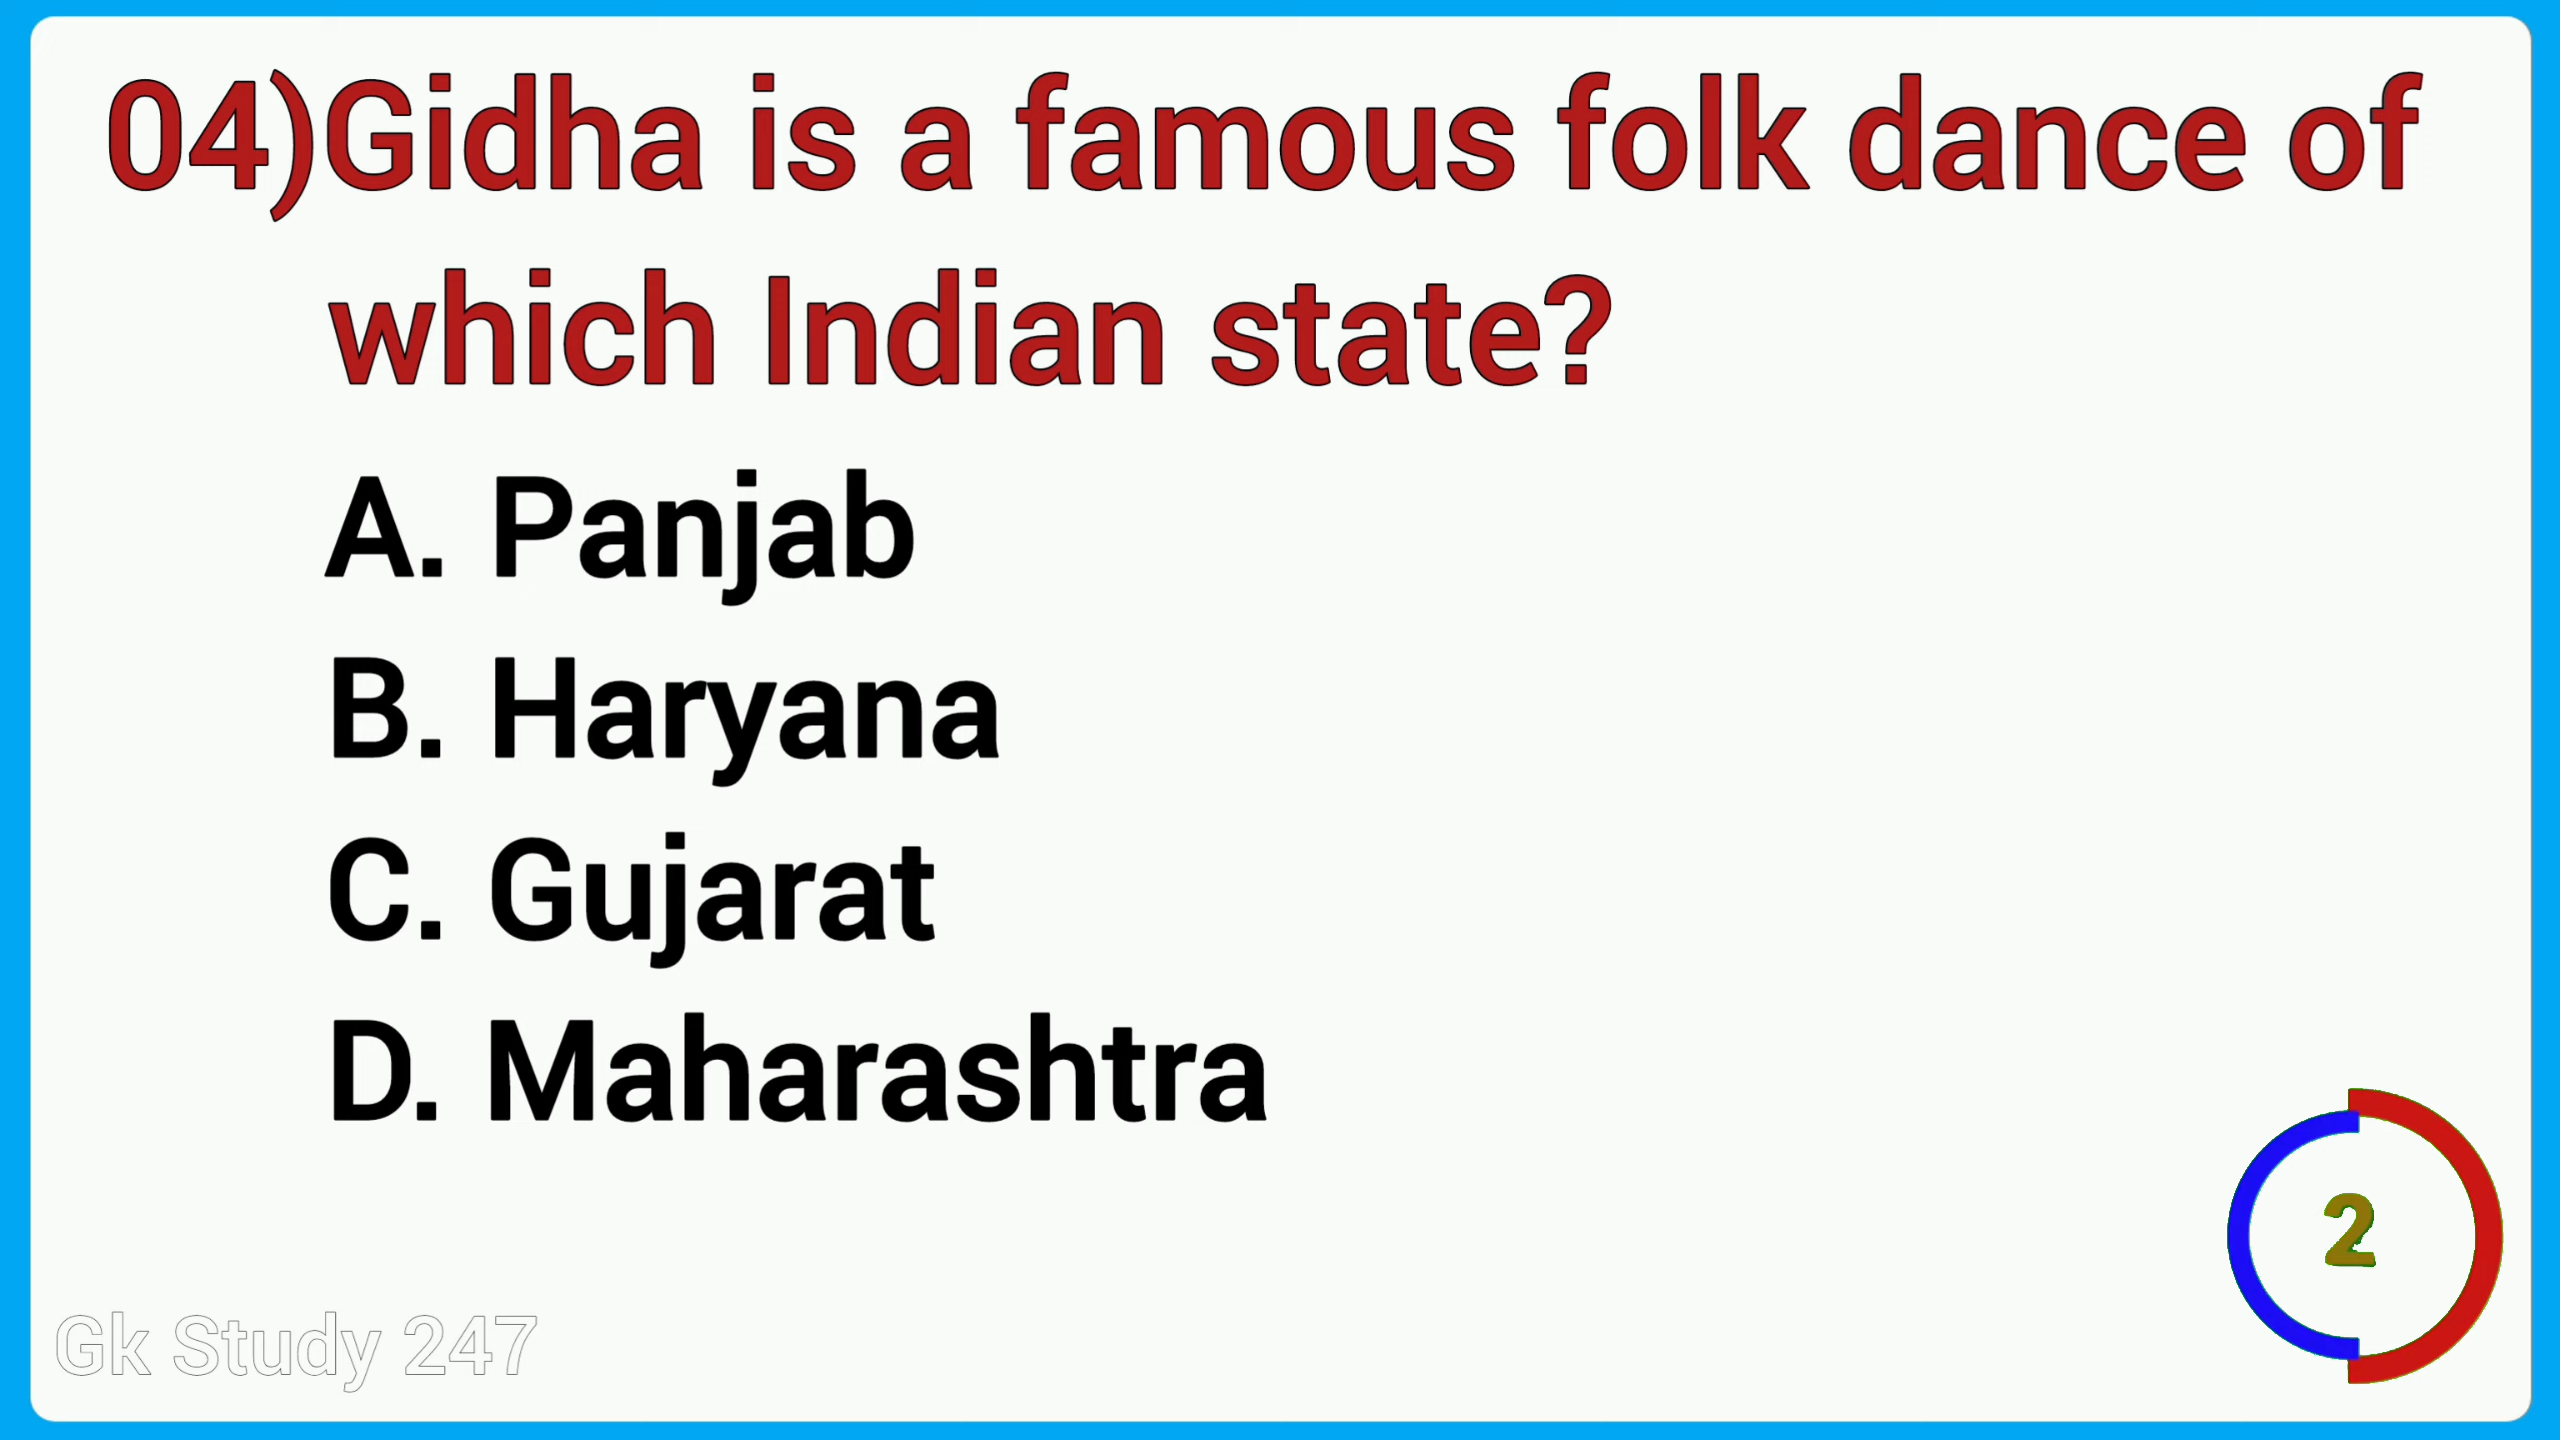 04)Gidha is a famous folk dance of
which Indian state?
A. Panjab
B. Haryana
C. Gujarat
D. Maharashtra
2
Gk Study 247